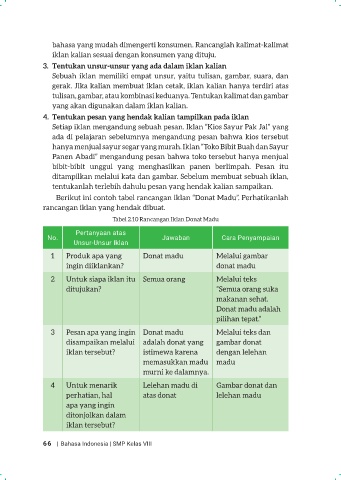 bahasa yang mudah dimengerti konsumen. Rancanglah kalimat-kalimat
iklan kalian sesuai dengan konsumen yang dituju.
3. Tentukan unsur-unsur yang ada dalam iklan kalian
Sebuah iklan memiliki empat unsur, yaitu tulisan, gambar, suara, dan
gerak. Jika kalian membuat iklan cetak, iklan kalian hanya terdiri atas
tulisan, gambar, atau kombinasi keduanya. Tentukan kalimat dan gambar
yang akan digunakan dalam iklan kalian.
4. Tentukan pesan yang hendak kalian tampilkan pada iklan
Setiap iklan mengandung sebuah pesan. Iklan "Kios Sayur Pak Jal" yang
ada di pelajaran sebelumnya mengandung pesan bahwa kios tersebut
hanya menjual sayur segar yang murah. Iklan "Toko Bibit Buah dan Sayur
Panen Abadi" mengandung pesan bahwa toko tersebut hanya menjual
bibit-bibit unggul yang menghasilkan panen berlimpah. Pesan itu
ditampilkan melalui kata dan gambar. Sebelum membuat sebuah iklan,
tentukanlah terlebih dahulu pesan yang hendak kalian sampaikan.
Berikut ini contoh tabel rancangan iklan "Donat Madu". Perhatikanlah
rancangan iklan yang hendak dibuat.
Tabel 2.10 Rancangan Iklan Donat Madu
No.
Pertanyaan atas
Unsur-Unsur Iklan
Jawaban
Cara Penyampaian
1
Produk apa yang
ingin diiklankan?
Donat madu
Melalui gambar
donat madu
2
Untuk siapa iklan itu
ditujukan?
Semua orang
Melalui teks
"Semua orang suka
makanan sehat.
Donat madu adalah
pilihan tepat."
3
Pesan apa yang ingin
disampaikan melalui
iklan tersebut?
Donat madu
adalah donat yang
istimewa karena
memasukkan madu
murni ke dalamnya.
Melalui teks dan
gambar donat
dengan lelehan
madu
4
Untuk menarik
perhatian, hal
apa yang ingin
ditonjolkan dalam
iklan tersebut?
Lelehan madu di
atas donat
Gambar donat dan
lelehan madu
66 | Bahasa Indonesia | SMP Kelas VIII